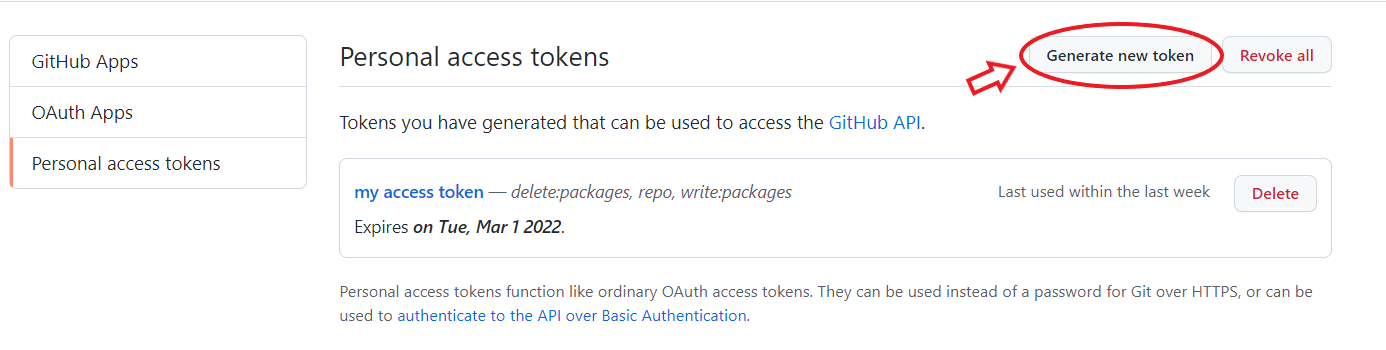 GitHub Apps
OAuth Apps
Personal access tokens
Personal access tokens
Generate new token
Revoke all
Tokens you have generated that can be used to access the GitHub API.
my access token — delete:packages, repo, write:packages
Last used within the last week
Delete
Expires on Tue, Mar 1 2022.
Personal access tokens function like ordinary OAuth access tokens. They can be used instead of a password for Git over HTTPS, or can be
used to authenticate to the API over Basic Authentication.